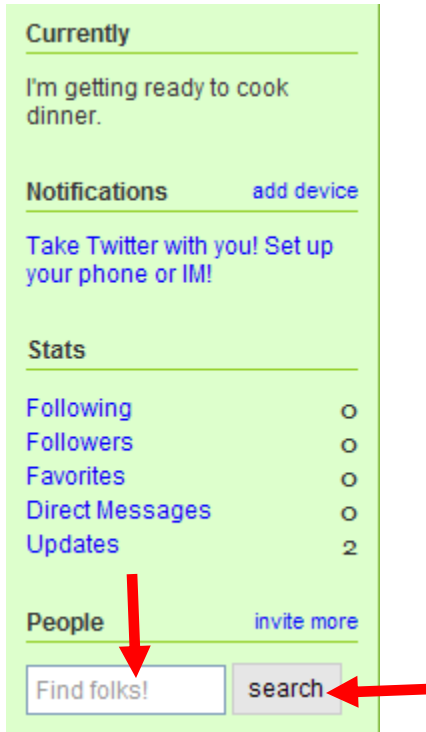 Currently
I'm getting ready to cook
dinner.
Notifications add device
Take Twitter with you! Set up
your phone or IM!
Stats
Following 0
Followers 0
Favorites 0
Direct Messages 0
Updates 2
People invite more
Find folks! search